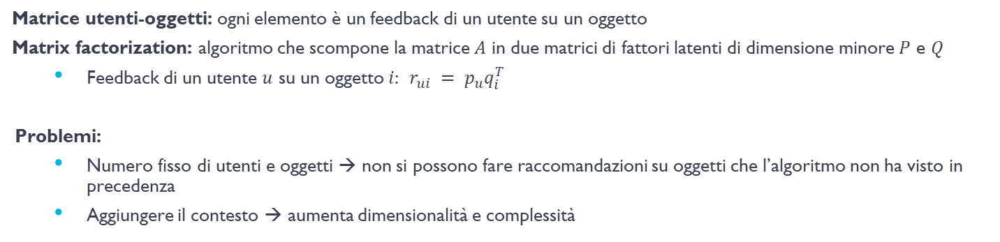 Matrice utenti-oggetti: ogni elemento è un feedback di un utente su un oggetto
Matrix factorization: algoritmo che scompone la matrice A in due matrici di fattori latenti di dimensione minore P e Q
• Feedback di un utente u su un oggetto i: r_{ui} = p_u q_i^T
Problemi:
• Numero fisso di utenti e oggetti → non si possono fare raccomandazioni su oggetti che l'algoritmo non ha visto in
precedenza
• Aggiungere il contesto → aumenta dimensionalità e complessità